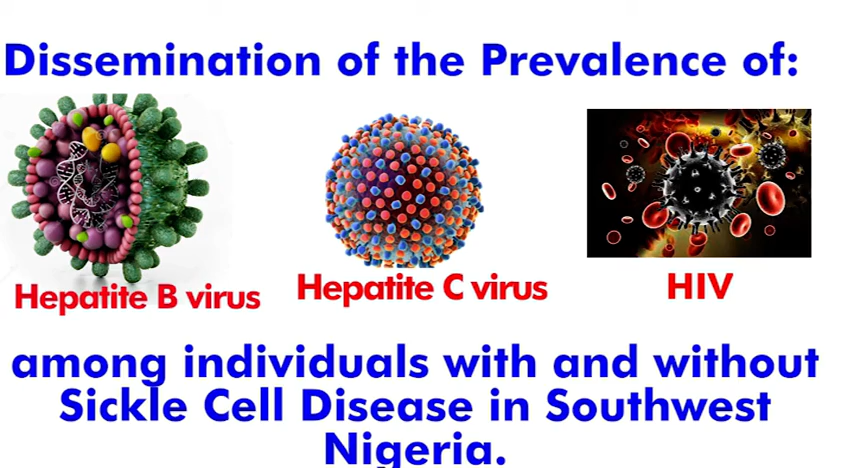 Dissemination of the Prevalence of:
Hepatite B virus
Hepatite C virus
HIV
among individuals with and without
Sickle Cell Disease in Southwest
Nigeria.